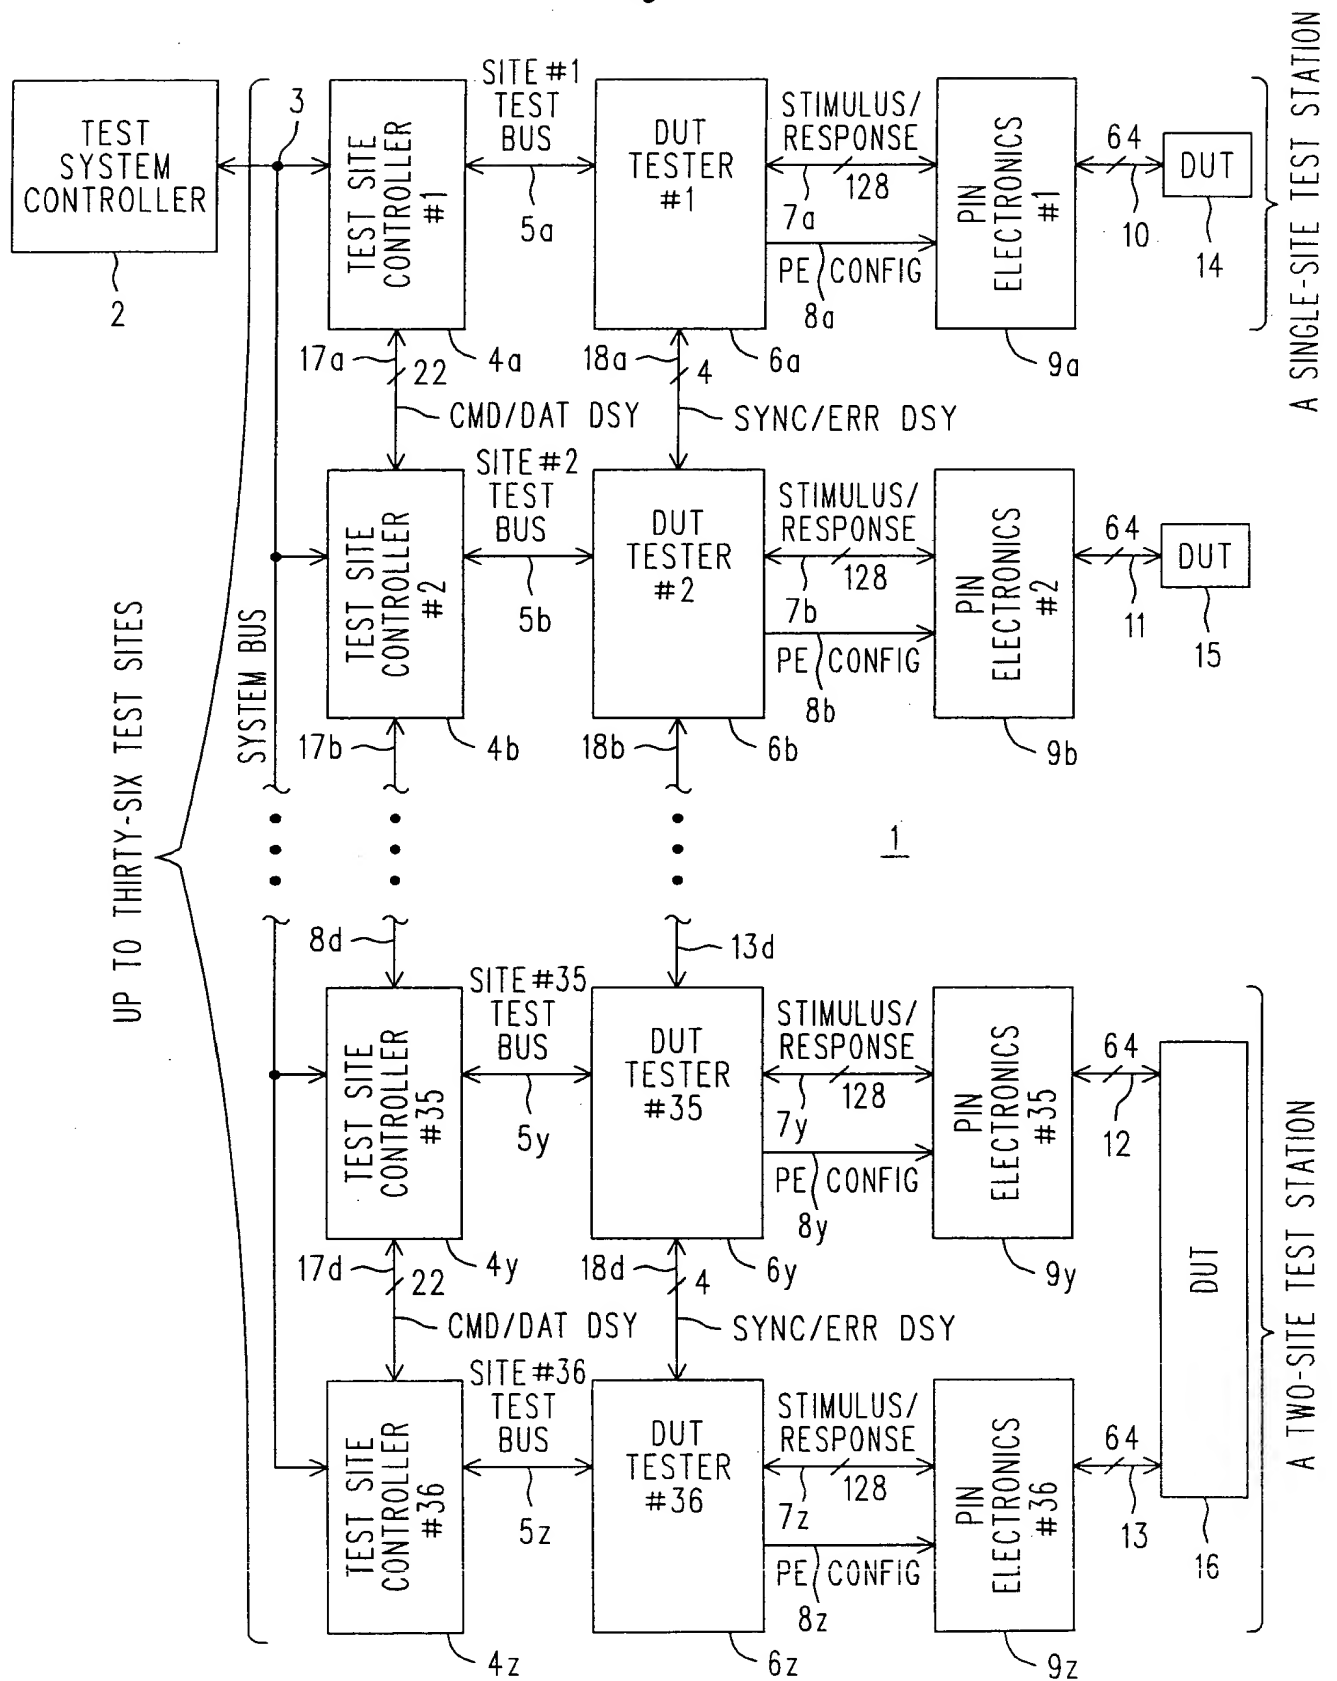 TEST
SYSTEM
CONTROLLER
2
3
TEST SITE
CONTROLLER
#1
4a
SITE #1
TEST
BUS
5a
DUT
TESTER
#1
6a
STIMULUS/
RESPONSE
7a
128
PE CONFIG
8a
PIN
ELECTRONICS
#1
9a
64
10
DUT
14
A SINGLE-SITE TEST STATION
17a
22
CMD/DAT DSY
18a
4
SYNC/ERR DSY
UP TO THIRTY-SIX TEST SITES
SYSTEM BUS
TEST SITE
CONTROLLER
#2
4b
SITE #2
TEST
BUS
5b
DUT
TESTER
#2
6b
STIMULUS/
RESPONSE
7b
128
PE CONFIG
8b
PIN
ELECTRONICS
#2
9b
64
11
DUT
15
17b
18b
1
8d
13d
TEST SITE
CONTROLLER
#35
4y
SITE #35
TEST
BUS
5y
DUT
TESTER
#35
6y
STIMULUS/
RESPONSE
7y
128
PE CONFIG
8y
PIN
ELECTRONICS
#35
9y
64
12
DUT
16
A TWO-SITE TEST STATION
17d
22
CMD/DAT DSY
18d
4
SYNC/ERR DSY
TEST SITE
CONTROLLER
#36
4z
SITE #36
TEST
BUS
5z
DUT
TESTER
#36
6z
STIMULUS/
RESPONSE
7z
128
PE CONFIG
8z
PIN
ELECTRONICS
#36
9z
64
13